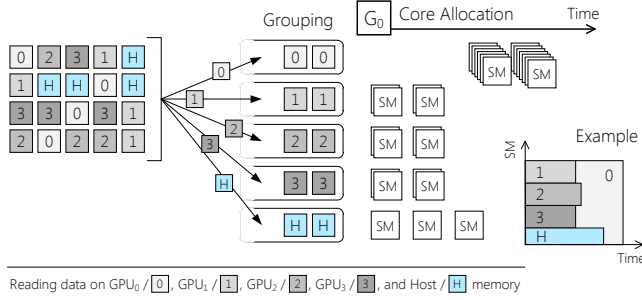 Grouping
G0 Core Allocation Time
0 2 3 1 H
1 H H 0 H
3 3 0 3 1
2 0 2 2 1
0
1
2
3
H
0 0
1 1
2 2
3 3
H H
SM SM
SM SM
SM SM
SM SM
SM SM SM
Example
SM
1
2
3
H
0
Time
Reading data on GPU0 / 0, GPU1 / 1, GPU2 / 2, GPU3 / 3, and Host / H memory